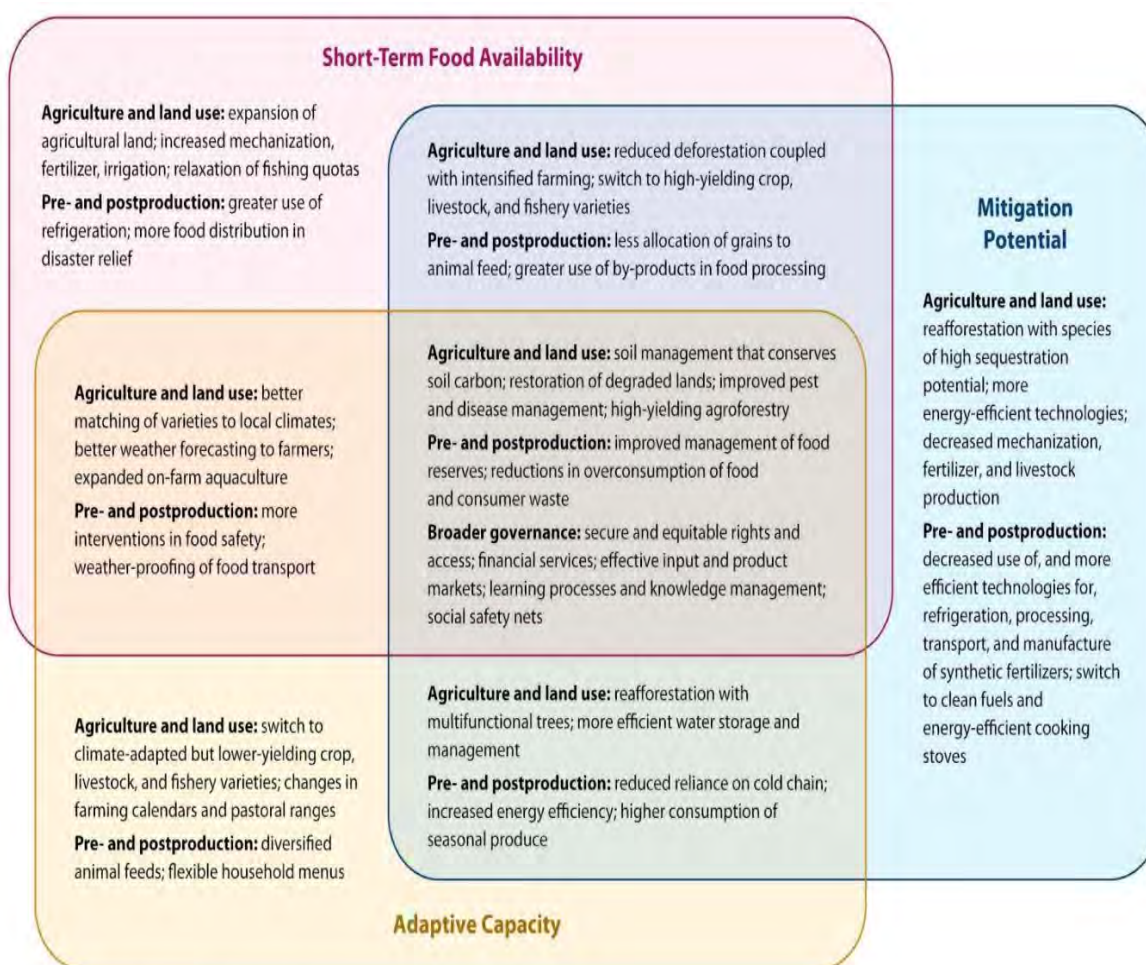 Short-Term Food Availability
Agriculture and land use: expansion of
agricultural land; increased mechanization,
fertilizer, irrigation; relaxation of fishing quotas
Pre- and postproduction: greater use of
refrigeration; more food distribution in
disaster relief
Agriculture and land use: reduced deforestation coupled
with intensified farming; switch to high-yielding crop,
livestock, and fishery varieties
Pre- and postproduction: less allocation of grains to
animal feed; greater use of by-products in food processing
Mitigation
Potential
Agriculture and land use:
reafforestation with species
of high sequestration
potential; more
energy-efficient technologies;
decreased mechanization,
fertilizer, and livestock
production
Pre- and postproduction:
decreased use of, and more
efficient technologies for,
refrigeration, processing,
transport, and manufacture
of synthetic fertilizers; switch
to clean fuels and
energy-efficient cooking
stoves
Agriculture and land use: better
matching of varieties to local climates;
better weather forecasting to farmers;
expanded on-farm aquaculture
Pre- and postproduction: more
interventions in food safety;
weather-proofing of food transport
Agriculture and land use: soil management that conserves
soil carbon; restoration of degraded lands; improved pest
and disease management; high-yielding agroforestry
Pre- and postproduction: improved management of food
reserves; reductions in overconsumption of food
and consumer waste
Broader governance: secure and equitable rights and
access; financial services; effective input and product
markets; learning processes and knowledge management;
social safety nets
Agriculture and land use: switch to
climate-adapted but lower-yielding crop,
livestock, and fishery varieties; changes in
farming calendars and pastoral ranges
Pre- and postproduction: diversified
animal feeds; flexible household menus
Agriculture and land use: reafforestation with
multifunctional trees; more efficient water storage and
management
Pre- and postproduction: reduced reliance on cold chain;
increased energy efficiency; higher consumption of
seasonal produce
Adaptive Capacity